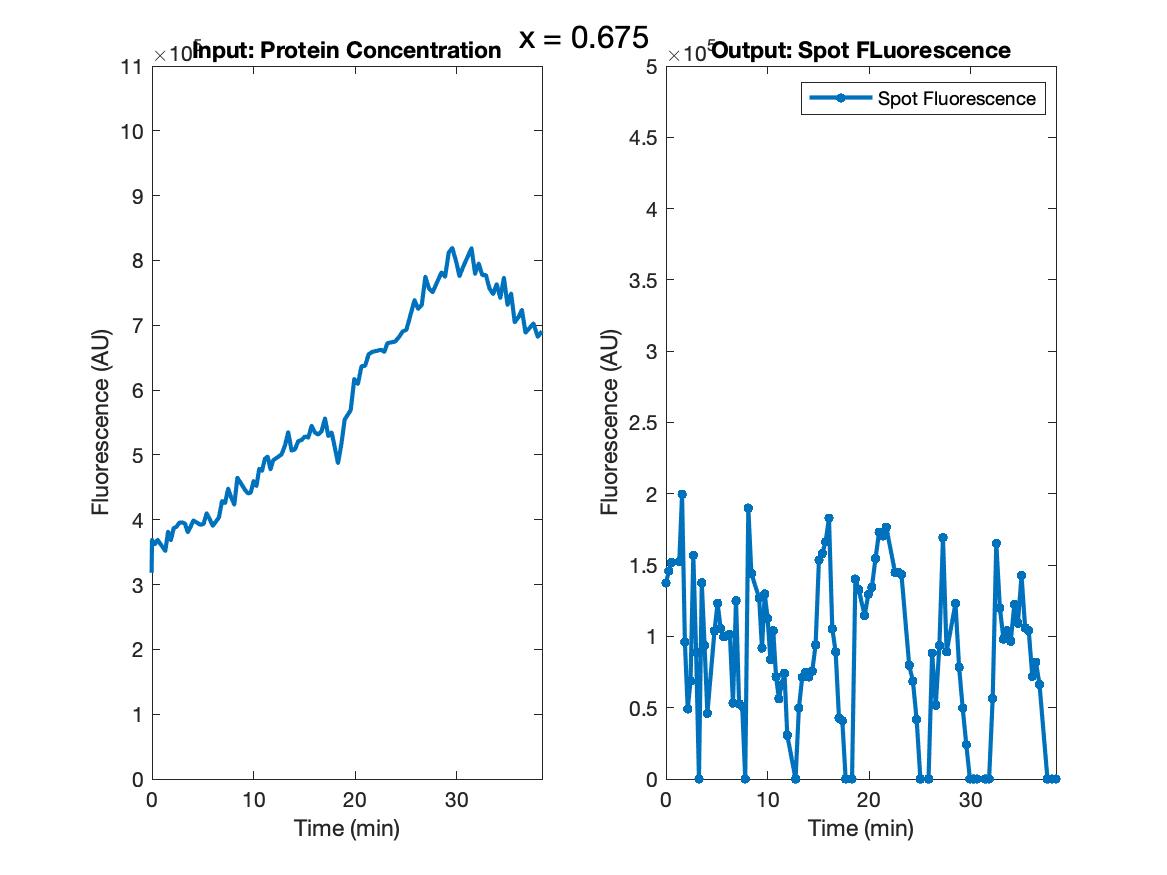 x = 0.675
×10⁵
Input: Protein Concentration
11
10
9
8
7
6
5
4
3
2
1
0
Fluorescence (AU)
0 10 20 30
Time (min)
×10⁵
Output: Spot FLuorescence
Spot Fluorescence
5
4.5
4
3.5
3
2.5
2
1.5
1
0.5
0
Fluorescence (AU)
0 10 20 30
Time (min)